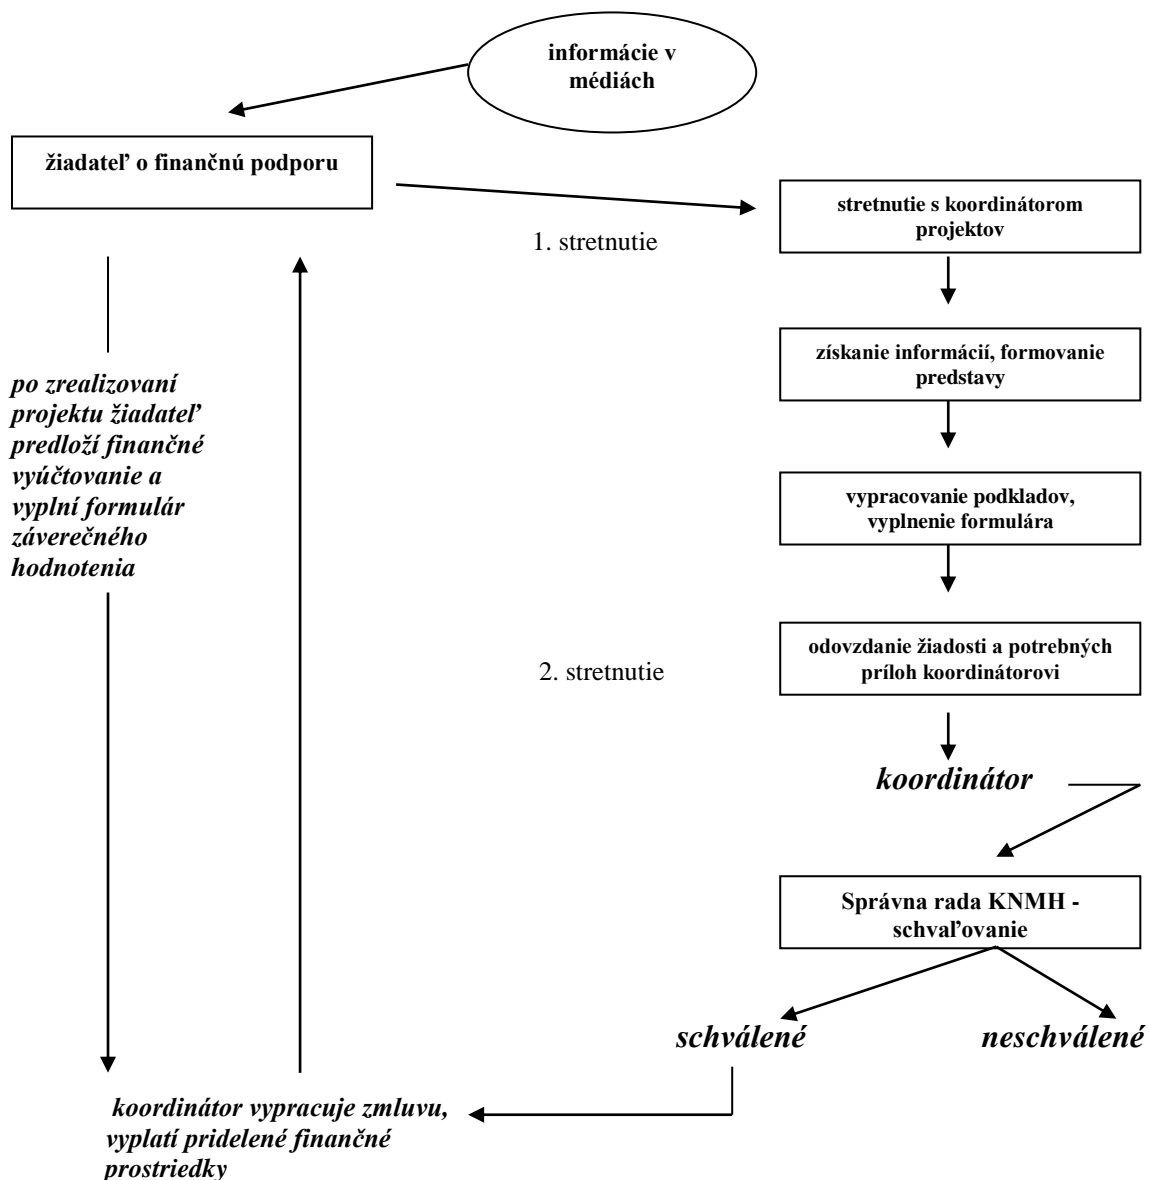 informácie v
médiách
žiadateľ o finančnú podporu
stretnutie s koordinátorom
projektov
1. stretnutie
získanie informácií, formovanie
predstavy
po zrealizovaní
projektu žiadateľ
predloží finančné
vyúčtovanie a
vyplní formulár
záverečného
hodnotenia
vypracovanie podkladov,
vyplnenie formulára
odovzdanie žiadosti a potrebných
príloh koordinátorovi
2. stretnutie
koordinátor
Správna rada KNMH -
schvaľovanie
schválené
neschválené
koordinátor vypracuje zmluvu,
vyplatí pridelené finančné
prostriedky